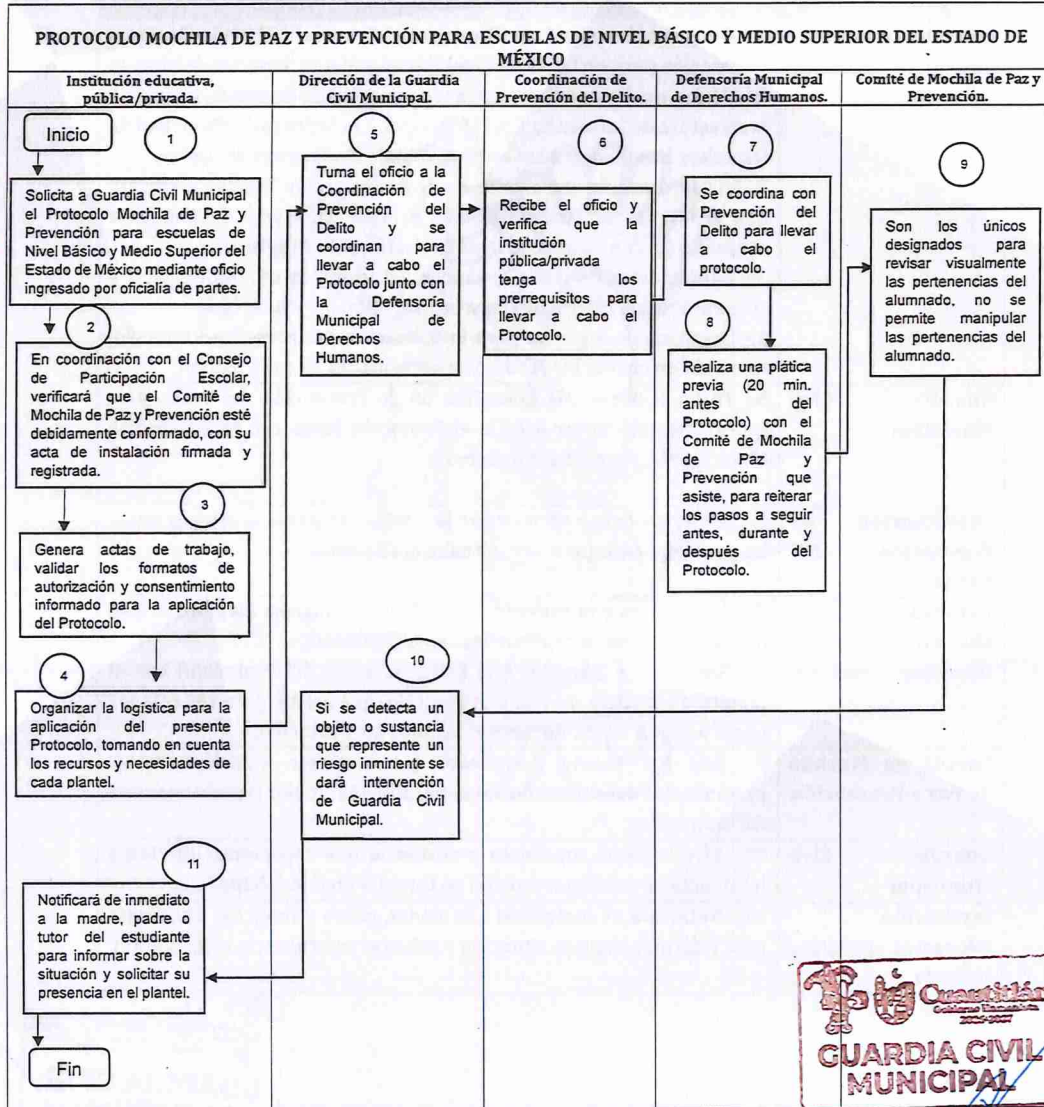 PROTOCOLO MOCHILA DE PAZ Y PREVENCIÓN PARA ESCUELAS DE NIVEL BÁSICO Y MEDIO SUPERIOR DEL ESTADO DE
MÉXICO
Institución educativa,
pública/privada.
Dirección de la Guardia
Civil Municipal.
Coordinación de
Prevención del Delito.
Defensoría Municipal
de Derechos Humanos.
Comité de Mochila de Paz y
Prevención.
Inicio
1
Solicita a Guardia Civil Municipal
el Protocolo Mochila de Paz y
Prevención para escuelas de
Nivel Básico y Medio Superior del
Estado de México mediante oficio
ingresado por oficialía de partes.
2
En coordinación con el Consejo
de Participación Escolar,
verificará que el Comité de
Mochila de Paz y Prevención esté
debidamente conformado, con su
acta de instalación firmada y
registrada.
3
Genera actas de trabajo,
validar los formatos de
autorización y consentimiento
informado para la aplicación
del Protocolo.
4
Organizar la logística para la
aplicación del presente
Protocolo, tomando en cuenta
los recursos y necesidades de
cada plantel.
5
Turna el oficio a la
Coordinación de
Prevención del
Delito y se
coordinan para
llevar a cabo el
Protocolo junto con
la Defensoría
Municipal de
Derechos
Humanos.
6
Recibe el oficio y
verifica que la
institución
pública/privada
tenga los
prerrequisitos para
llevar a cabo el
Protocolo.
7
Se coordina con
Prevención del
Delito para llevar
a cabo el
protocolo.
8
Realiza una plática
previa (20 min.
antes del
Protocolo) con el
Comité de Mochila
de Paz y
Prevención que
asiste, para reiterar
los pasos a seguir
antes, durante y
después del
Protocolo.
9
Son los únicos
designados para
revisar visualmente
las pertenencias del
alumnado, no se
permite manipular
las pertenencias del
alumnado.
10
Si se detecta un
objeto o sustancia
que represente un
riesgo inminente se
dará intervención
de Guardia Civil
Municipal.
11
Notificará de inmediato
a la madre, padre o
tutor del estudiante
para informar sobre la
situación y solicitar su
presencia en el plantel.
Fin
Cuautitlán
Gobierno Humanista
2025-2027
GUARDIA CIVIL
MUNICIPAL